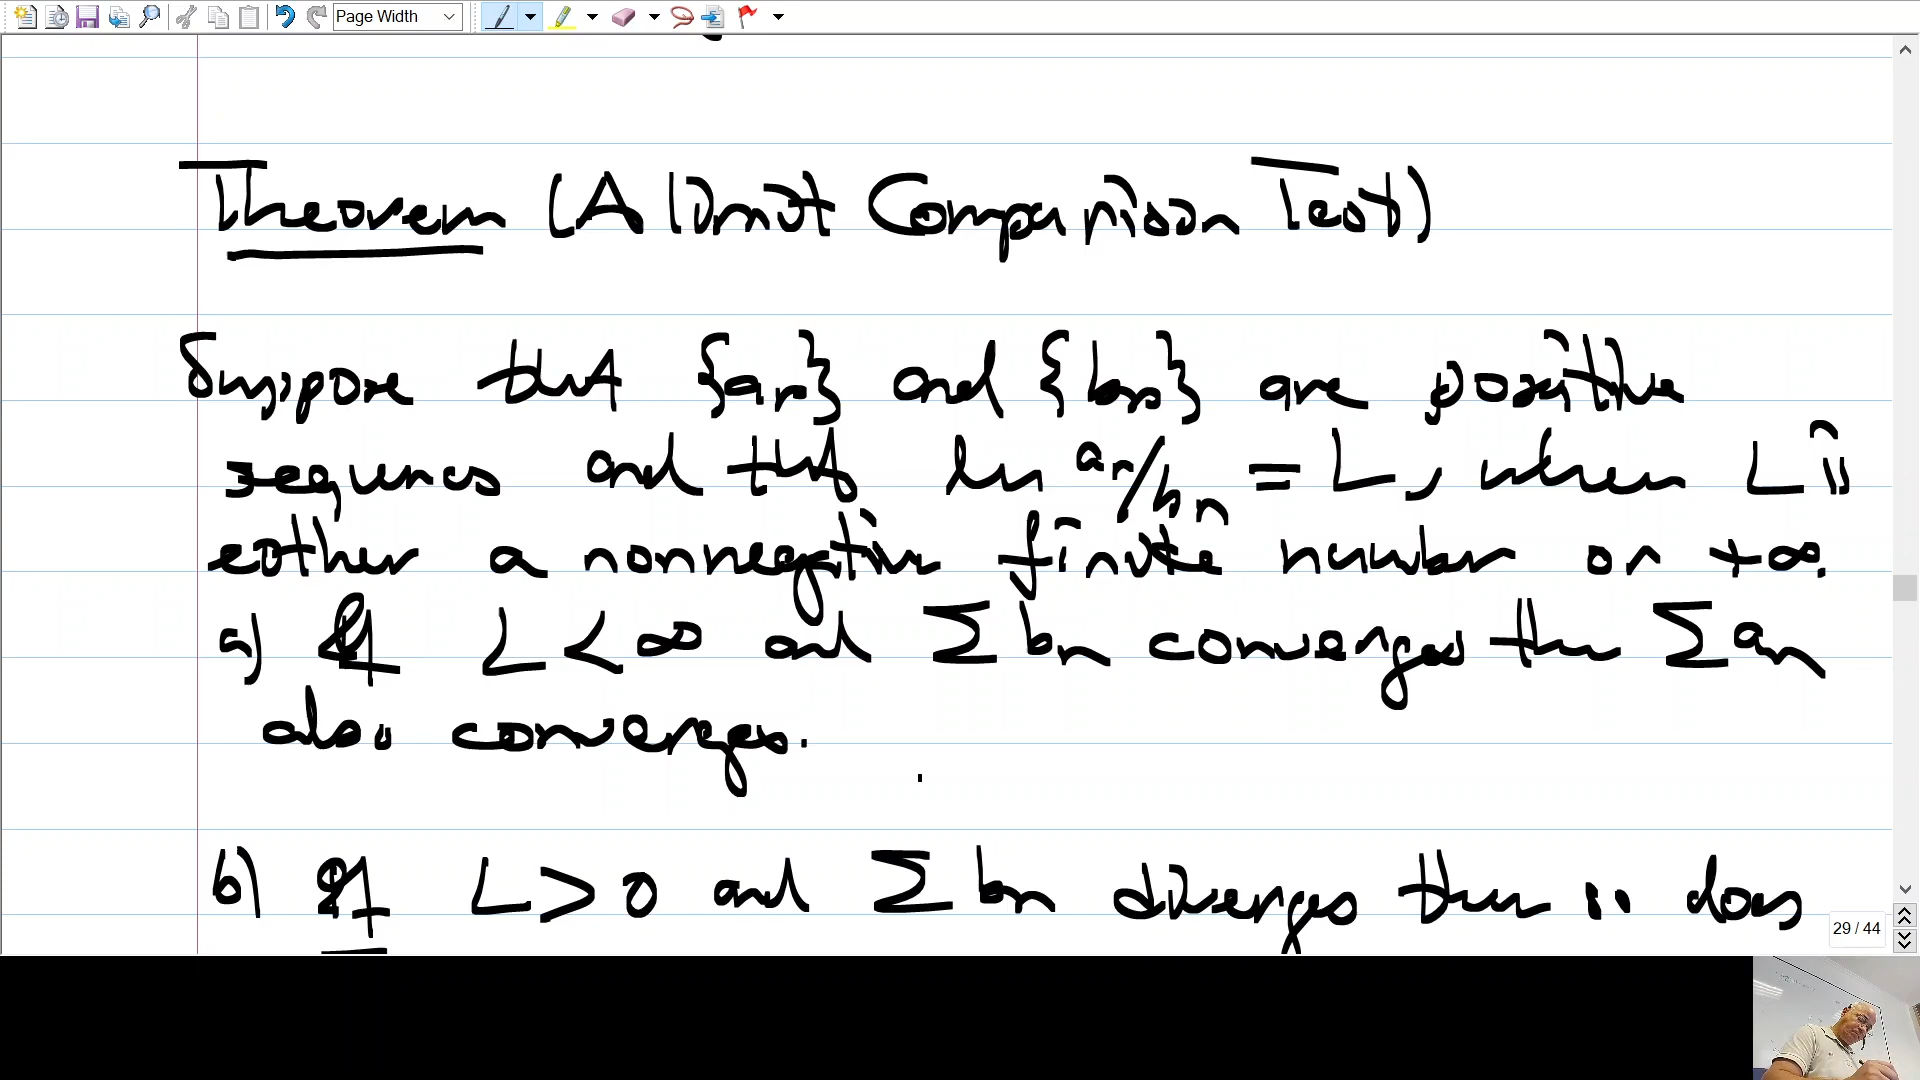 Page Width
Theorem (A limit Comparison Test)
Suppose that {an} and {bn} are positive
sequences and that lim an/bn = L, where L is
either a nonnegative finite number or +∞.
a) If L < ∞ and Σ bn converges then Σ an
also converges.
b) If L > 0 and Σ bn diverges then so does
29 / 44